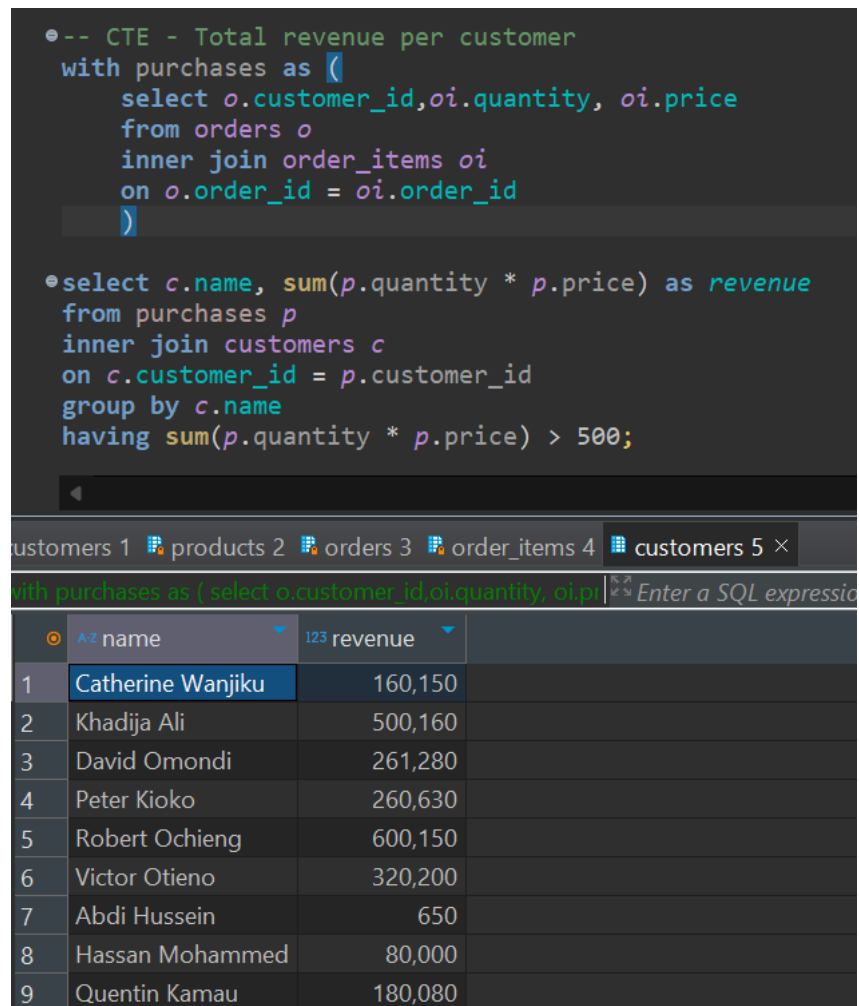 -- CTE - Total revenue per customer
with purchases as (
    select o.customer_id,oi.quantity, oi.price
    from orders o
    inner join order_items oi
    on o.order_id = oi.order_id
    )
select c.name, sum(p.quantity * p.price) as revenue
from purchases p
inner join customers c
on c.customer_id = p.customer_id
group by c.name
having sum(p.quantity * p.price) > 500;
ustomers 1 products 2 orders 3 order_items 4 customers 5 ×
with purchases as ( select o.customer_id,oi.quantity, oi.pr Enter a SQL expressio
A-Z name 123 revenue
1 Catherine Wanjiku 160,150
2 Khadija Ali 500,160
3 David Omondi 261,280
4 Peter Kioko 260,630
5 Robert Ochieng 600,150
6 Victor Otieno 320,200
7 Abdi Hussein 650
8 Hassan Mohammed 80,000
9 Quentin Kamau 180,080